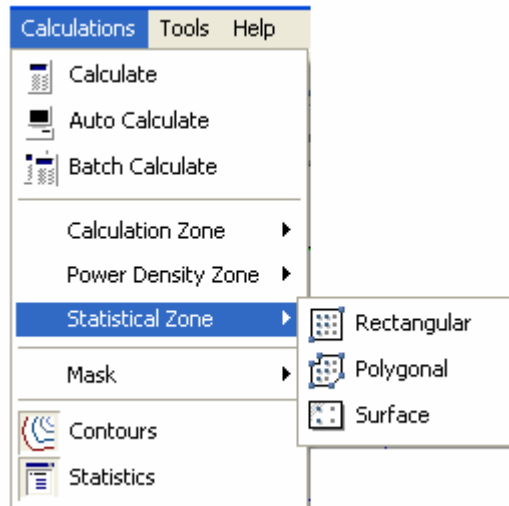 Calculations Tools Help
Calculate
Auto Calculate
Batch Calculate
Calculation Zone
Power Density Zone
Statistical Zone
Rectangular
Polygonal
Surface
Mask
Contours
Statistics